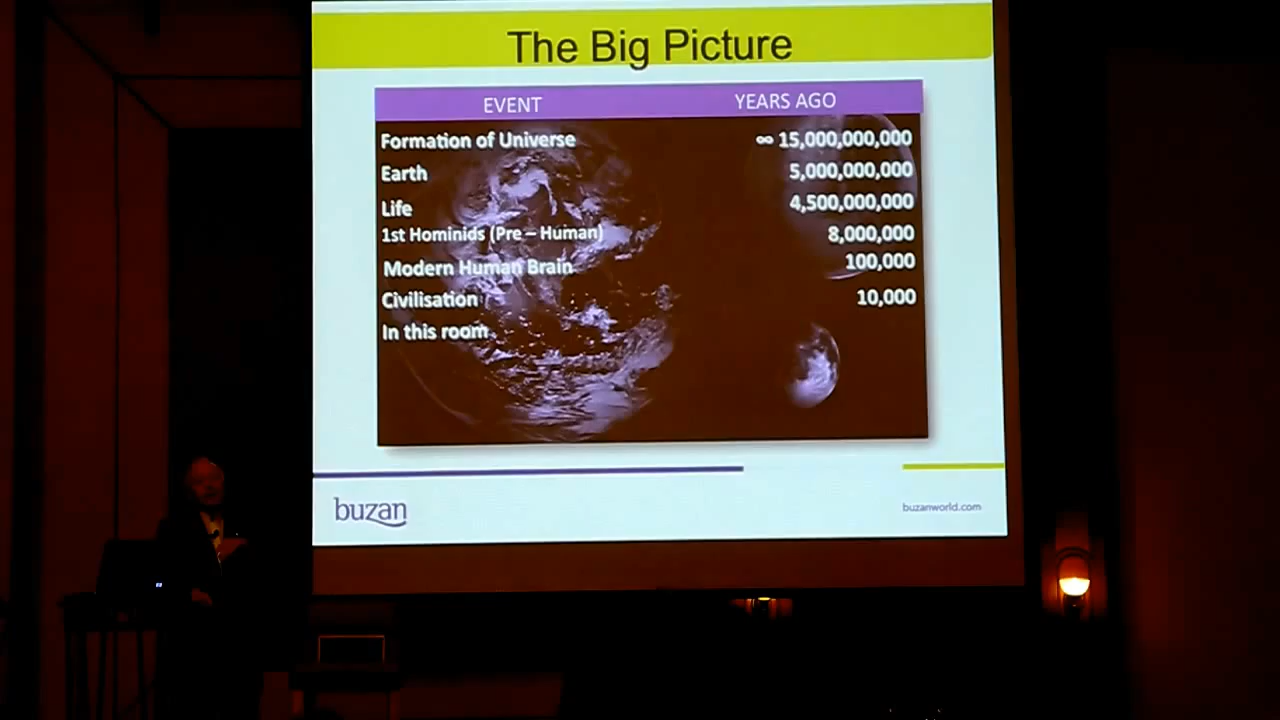 The Big Picture
EVENT YEARS AGO
Formation of Universe ∞ 15,000,000,000
Earth 5,000,000,000
Life 4,500,000,000
1st Hominids (Pre – Human) 8,000,000
Modern Human Brain 100,000
Civilisation 10,000
In this room
buzan buzanworld.com